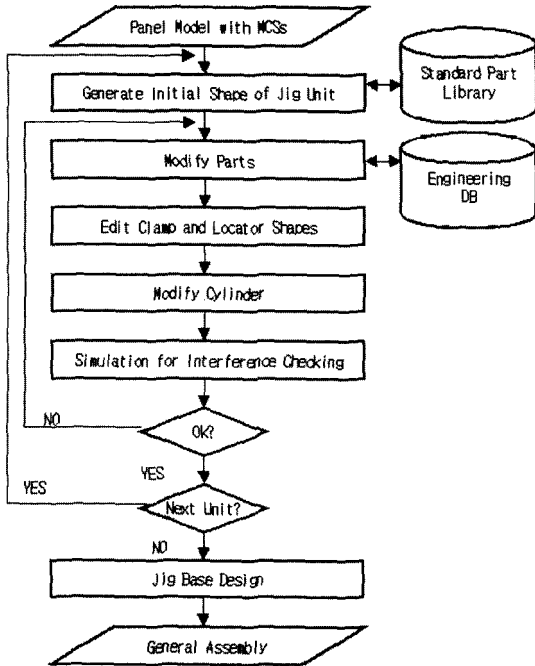 Panel Model with MCSs
Generate Initial Shape of Jig Unit
Standard Part
Library
Modify Parts
Engineering
DB
Edit Clamp and Locator Shapes
Modify Cylinder
Simulation for Interference Checking
NO
Ok?
YES
YES
Next Unit?
NO
Jig Base Design
General Assembly